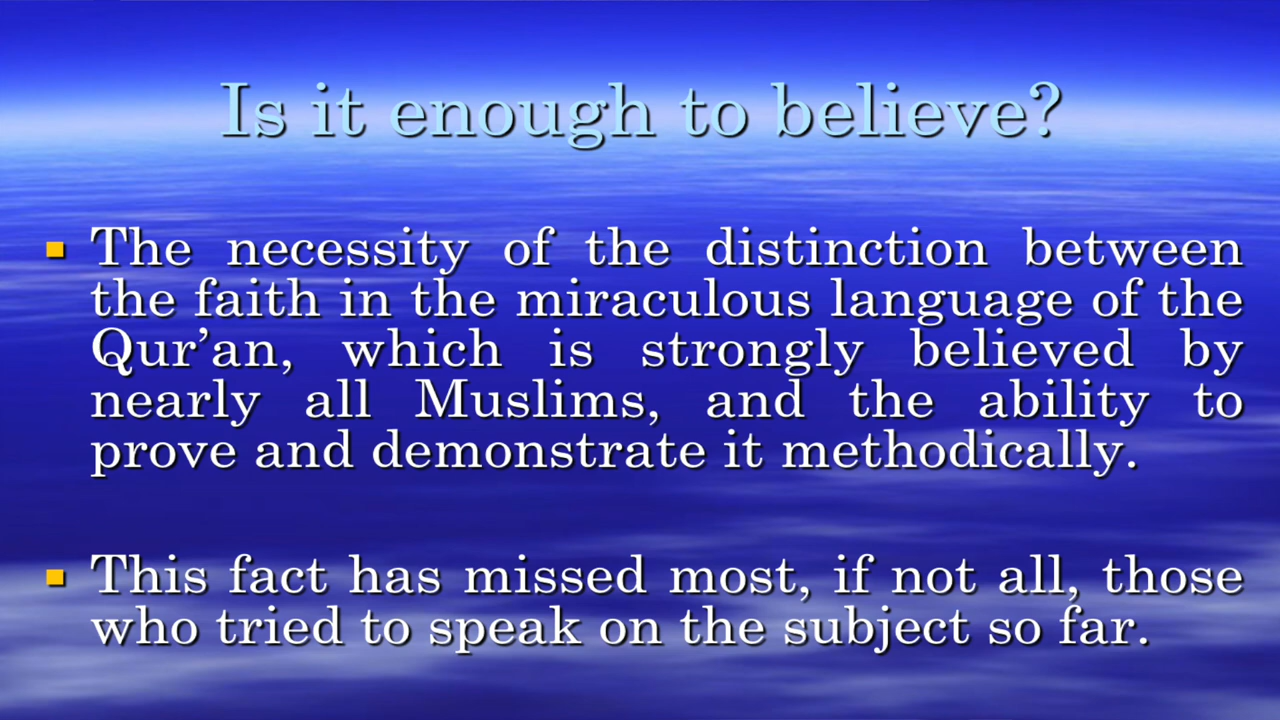 Is it enough to believe?
▪ The necessity of the distinction between
the faith in the miraculous language of the
Qur’an, which is strongly believed by
nearly all Muslims, and the ability to
prove and demonstrate it methodically.
▪ This fact has missed most, if not all, those
who tried to speak on the subject so far.